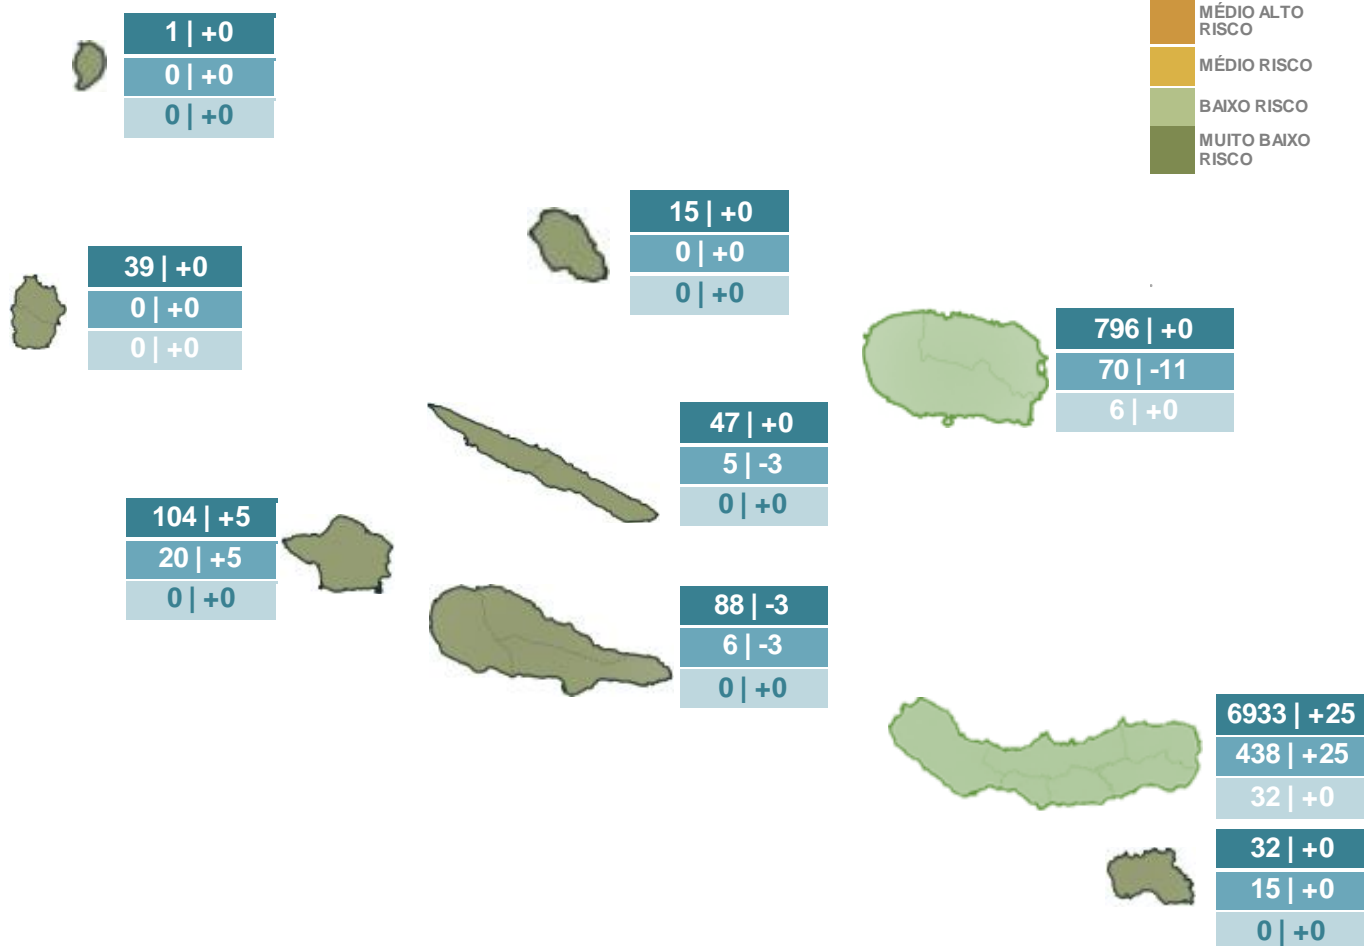 MÉDIO ALTO
RISCO
MÉDIO RISCO
BAIXO RISCO
MUITO BAIXO
RISCO
1 | +0
0 | +0
0 | +0
15 | +0
0 | +0
0 | +0
39 | +0
0 | +0
0 | +0
796 | +0
70 | -11
6 | +0
47 | +0
5 | -3
0 | +0
104 | +5
20 | +5
0 | +0
88 | -3
6 | -3
0 | +0
6933 | +25
438 | +25
32 | +0
32 | +0
15 | +0
0 | +0